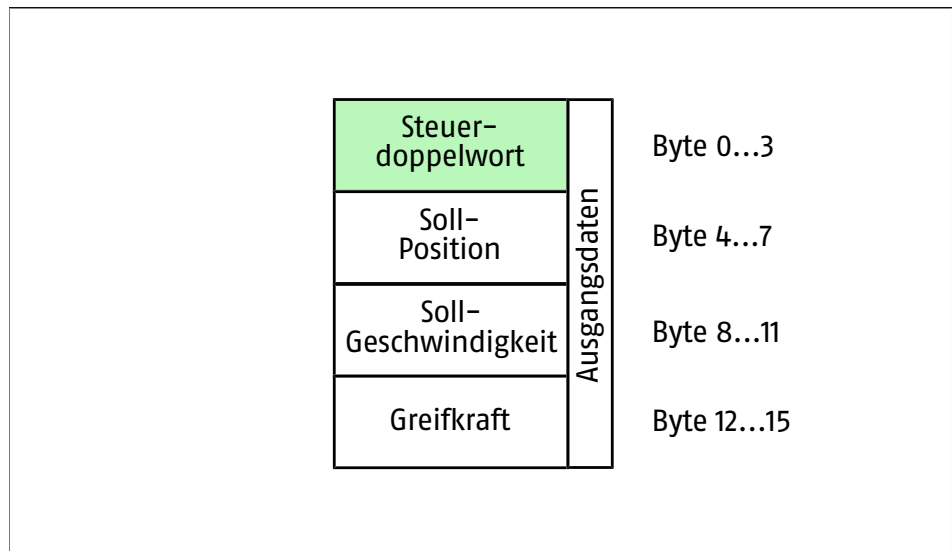 Steuer-
doppelwort
Byte 0...3
Soll-
Position
Byte 4...7
Soll-
Geschwindigkeit
Byte 8...11
Greifkraft
Byte 12...15
Ausgangsdaten